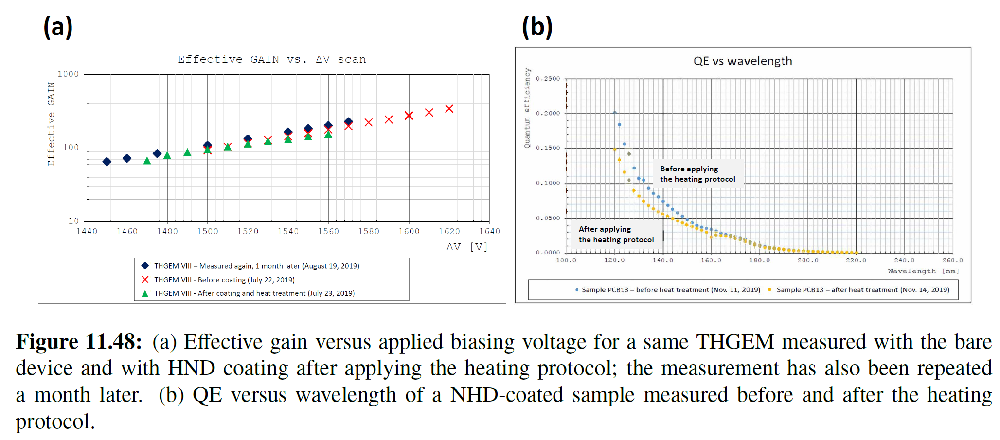 (a)
Effective GAIN vs. ΔV scan
Effective GAIN
1000
100
10
1440 1460 1480 1500 1520 1540 1560 1580 1600 1620 1640
ΔV [V]
THGEM VIII – Measured again, 1 month later (August 19, 2019)
THGEM VIII - Before coating (July 22, 2019)
THGEM VIII - After coating and heat treatment (July 23, 2019)
(b)
QE vs wavelength
Quantum efficiency
0.2500
0.2000
0.1500
0.1000
0.0500
0.0000
Before applying
the heating protocol
After applying
the heating protocol
100.0 120.0 140.0 160.0 180.0 200.0 220.0 240.0 260.0
Wavelength [nm]
Sample PCB13 – before heat treatment (Nov. 11, 2019) Sample PCB13 – after heat treatment (Nov. 14, 2019)
Figure 11.48: (a) Effective gain versus applied biasing voltage for a same THGEM measured with the bare
device and with HND coating after applying the heating protocol; the measurement has also been repeated
a month later. (b) QE versus wavelength of a NHD-coated sample measured before and after the heating
protocol.